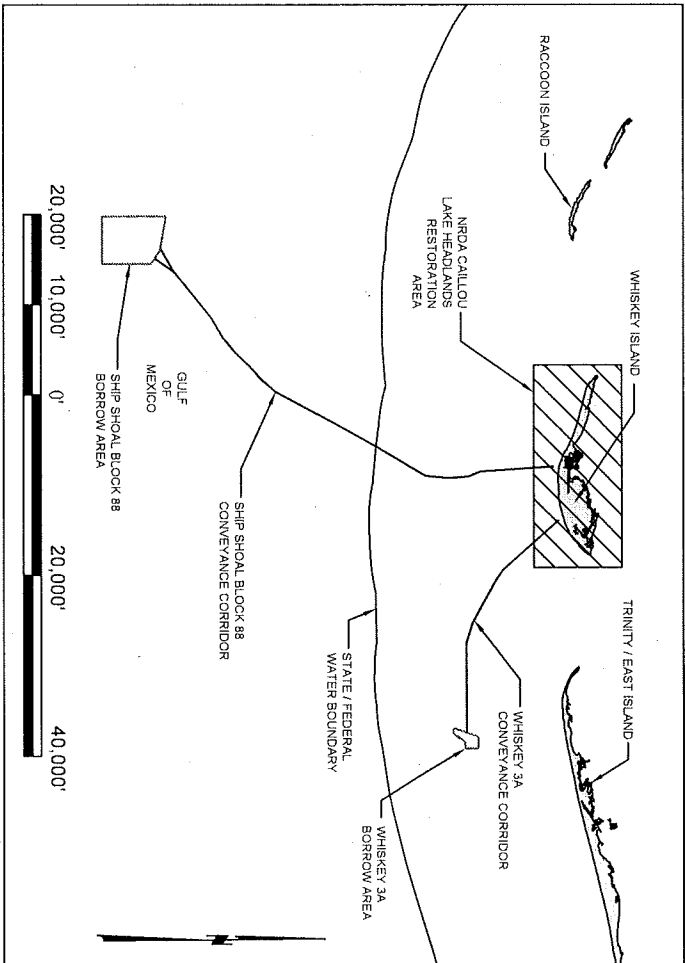 RACCOON ISLAND
WHISKEY ISLAND
NRDA CAILLOU
LAKE HEADLANDS
RESTORATION
AREA
TRINITY / EAST ISLAND
WHISKEY 3A
CONVEYANCE CORRIDOR
WHISKEY 3A
BORROW AREA
STATE / FEDERAL
WATER BOUNDARY
SHIP SHOAL BLOCK 88
CONVEYANCE CORRIDOR
GULF
OF
MEXICO
SHIP SHOAL BLOCK 88
BORROW AREA
20,000' 10,000' 0' 20,000' 40,000'